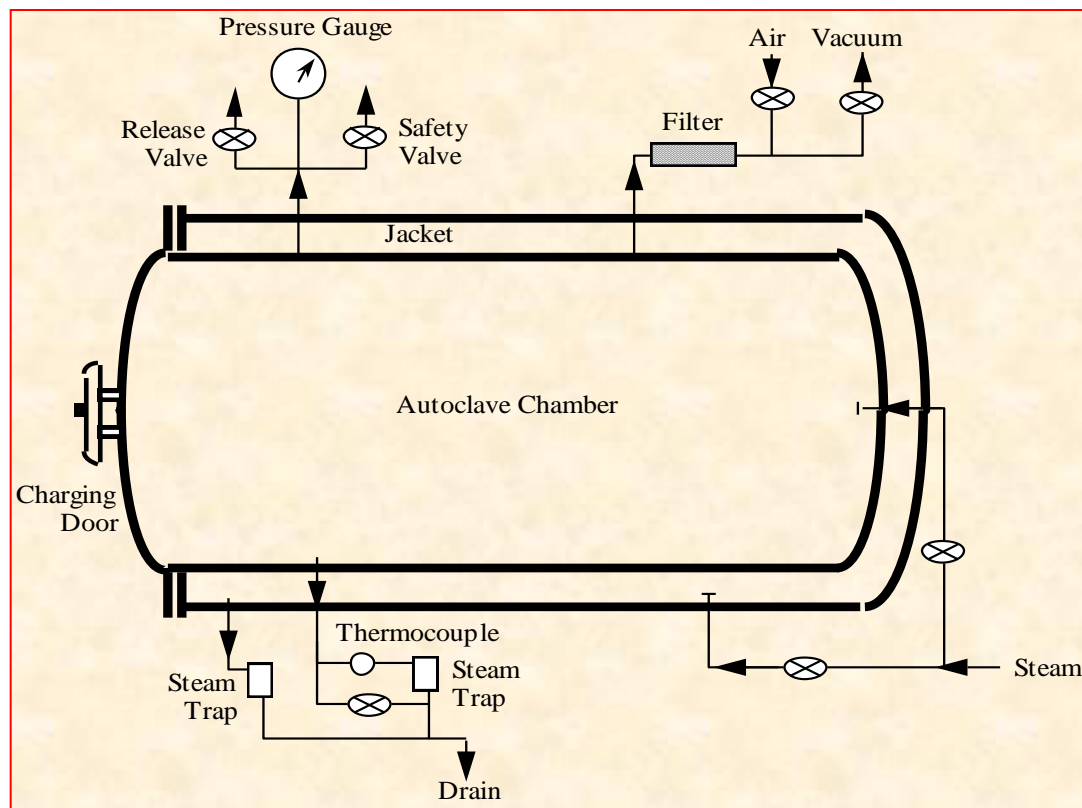 Pressure Gauge
Air
Vacuum
Release
Valve
Safety
Valve
Filter
Jacket
Autoclave Chamber
Charging
Door
Thermocouple
Steam
Trap
Steam
Trap
Steam
Drain